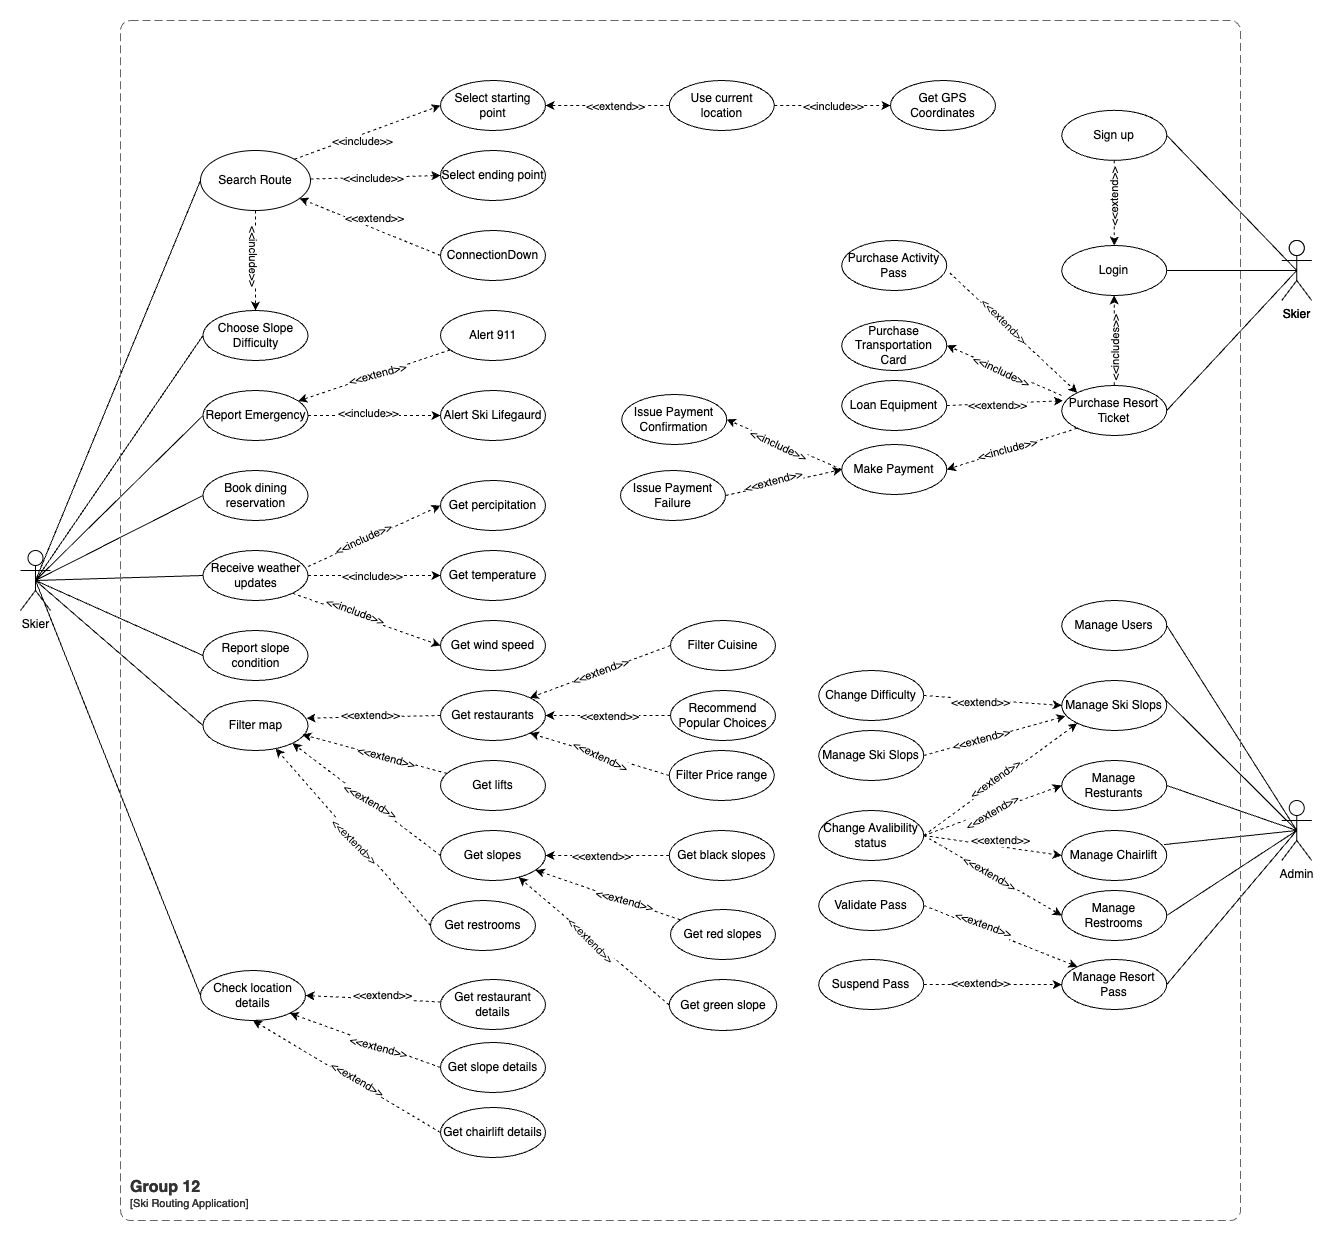 Select starting
point
<<extend>>
Use current
location
<<include>>
Get GPS
Coordinates
<<include>>
Search Route
<<include>>
Select ending point
<<extend>>
ConnectionDown
<<include>>
Choose Slope
Difficulty
Alert 911
<<extend>>
Report Emergency
<<include>>
Alert Ski Lifegaurd
Book dining
reservation
Receive weather
updates
<<include>>
Get percipitation
<<include>>
Get temperature
<<include>>
Get wind speed
Skier
Report slope
condition
Filter map
<<extend>>
Get restaurants
<<extend>>
Filter Cuisine
<<extend>>
Recommend
Popular Choices
<<extend>>
Filter Price range
<<extend>>
Get lifts
<<extend>>
Get slopes
<<extend>>
Get black slopes
<<extend>>
Get red slopes
<<extend>>
Get green slope
<<extend>>
Get restrooms
Check location
details
<<extend>>
Get restaurant
details
<<extend>>
Get slope details
<<extend>>
Get chairlift details
Sign up
<<extend>>
Login
Skier
<<includes>>
Purchase Activity
Pass
<<extend>>
Purchase
Transportation
Card
<<include>>
Loan Equipment
<<extend>>
Purchase Resort
Ticket
<<include>>
Make Payment
Issue Payment
Confirmation
<<include>>
Issue Payment
Failure
<<extend>>
Manage Users
Change Difficulty
<<extend>>
Manage Ski Slops
Manage Ski Slops
<<extend>>
Change Avalibility
status
<<extend>>
<<extend>>
Manage
Resturants
<<extend>>
Manage Chairlift
<<extend>>
Manage
Restrooms
Admin
Validate Pass
<<extend>>
Suspend Pass
<<extend>>
Manage Resort
Pass
Group 12
[Ski Routing Application]